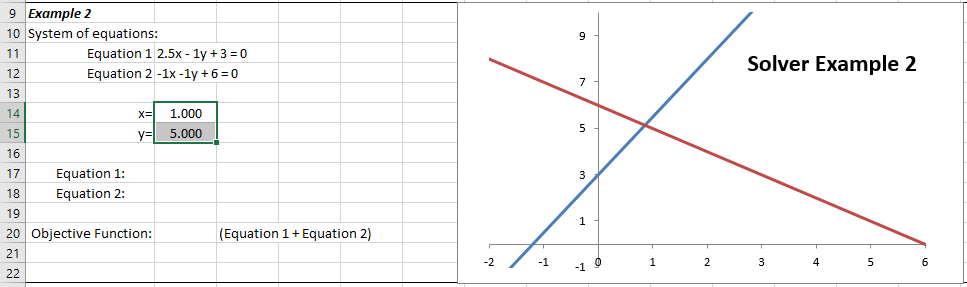 9 Example 2
10 System of equations:
11 Equation 1 2.5x - 1y + 3 = 0
12 Equation 2 -1x -1y + 6 = 0
13
14 x= 1.000
15 y= 5.000
16
17 Equation 1:
18 Equation 2:
19
20 Objective Function: (Equation 1 + Equation 2)
21
22
Solver Example 2
9
7
5
3
1
-1
-2 -1 0 1 2 3 4 5 6